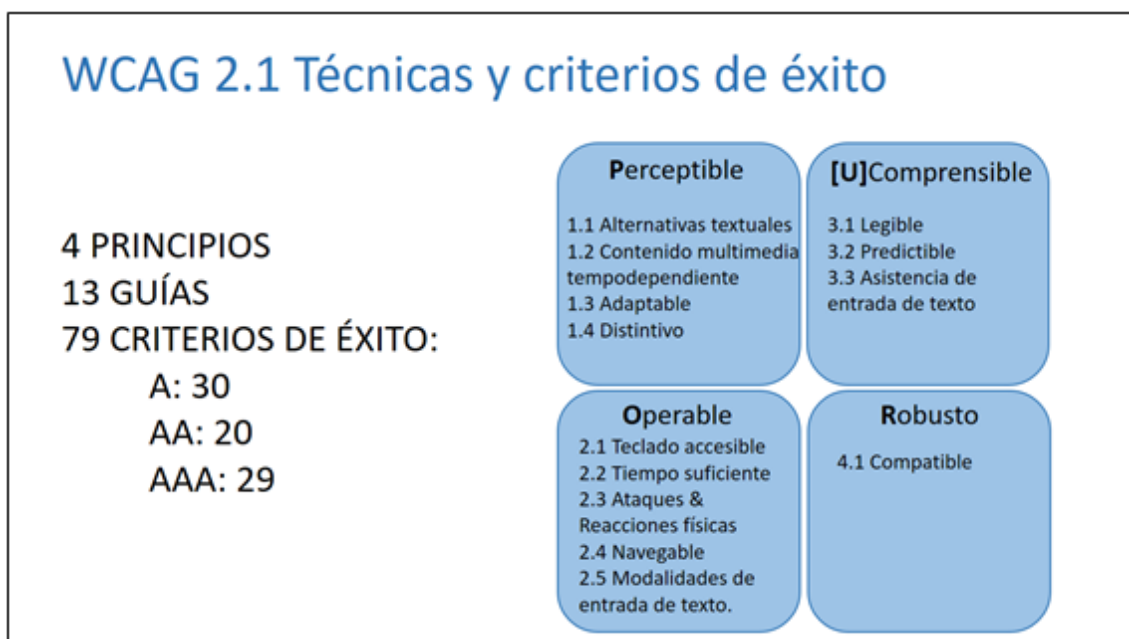 WCAG 2.1 Técnicas y criterios de éxito
4 PRINCIPIOS
13 GUÍAS
79 CRITERIOS DE ÉXITO:
A: 30
AA: 20
AAA: 29
Perceptible
1.1 Alternativas textuales
1.2 Contenido multimedia
tempodependiente
1.3 Adaptable
1.4 Distintivo
[U]Comprensible
3.1 Legible
3.2 Predictible
3.3 Asistencia de
entrada de texto
Operable
2.1 Teclado accesible
2.2 Tiempo suficiente
2.3 Ataques &
Reacciones físicas
2.4 Navegable
2.5 Modalidades de
entrada de texto.
Robusto
4.1 Compatible